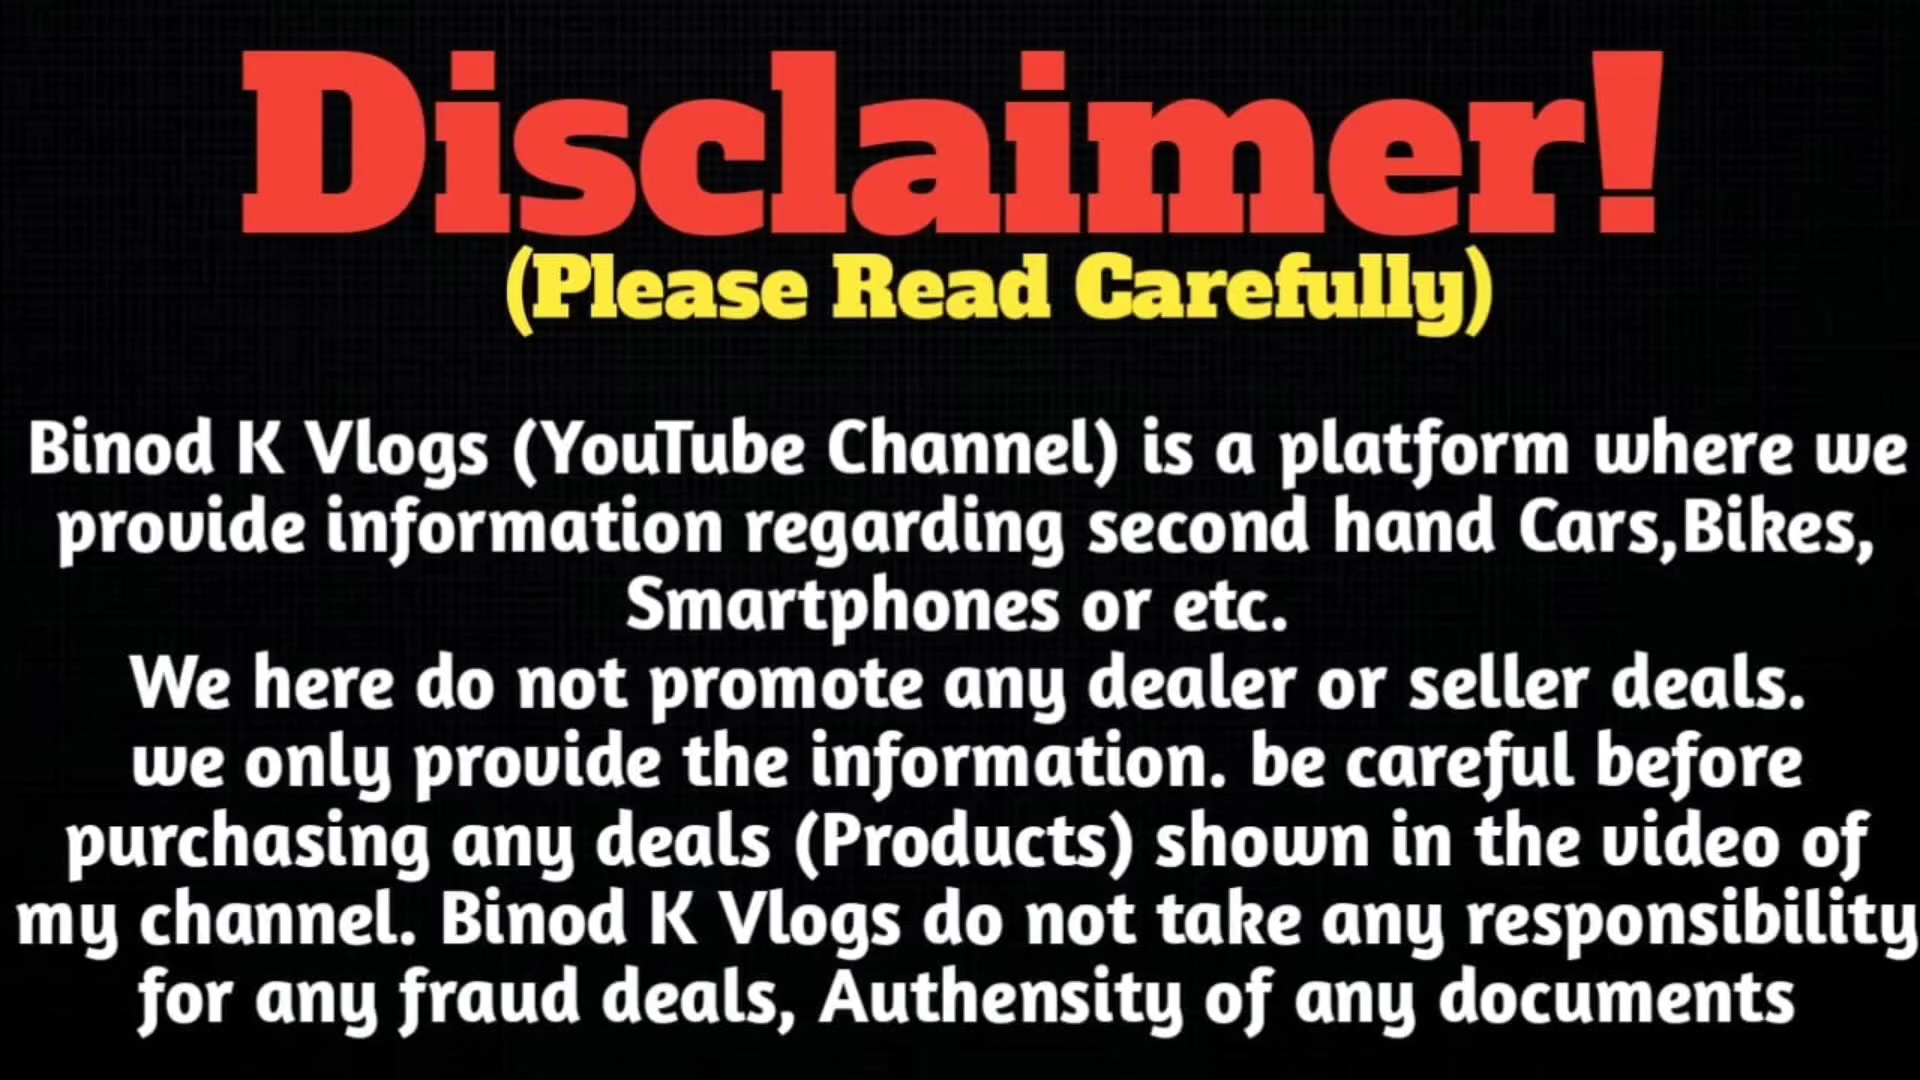 Disclaimer!
(Please Read Carefully)
Binod K Vlogs (YouTube Channel) is a platform where we
provide information regarding second hand Cars,Bikes,
Smartphones or etc.
We here do not promote any dealer or seller deals.
we only provide the information. be careful before
purchasing any deals (Products) shown in the video of
my channel. Binod K Vlogs do not take any responsibility
for any fraud deals, Authensity of any documents